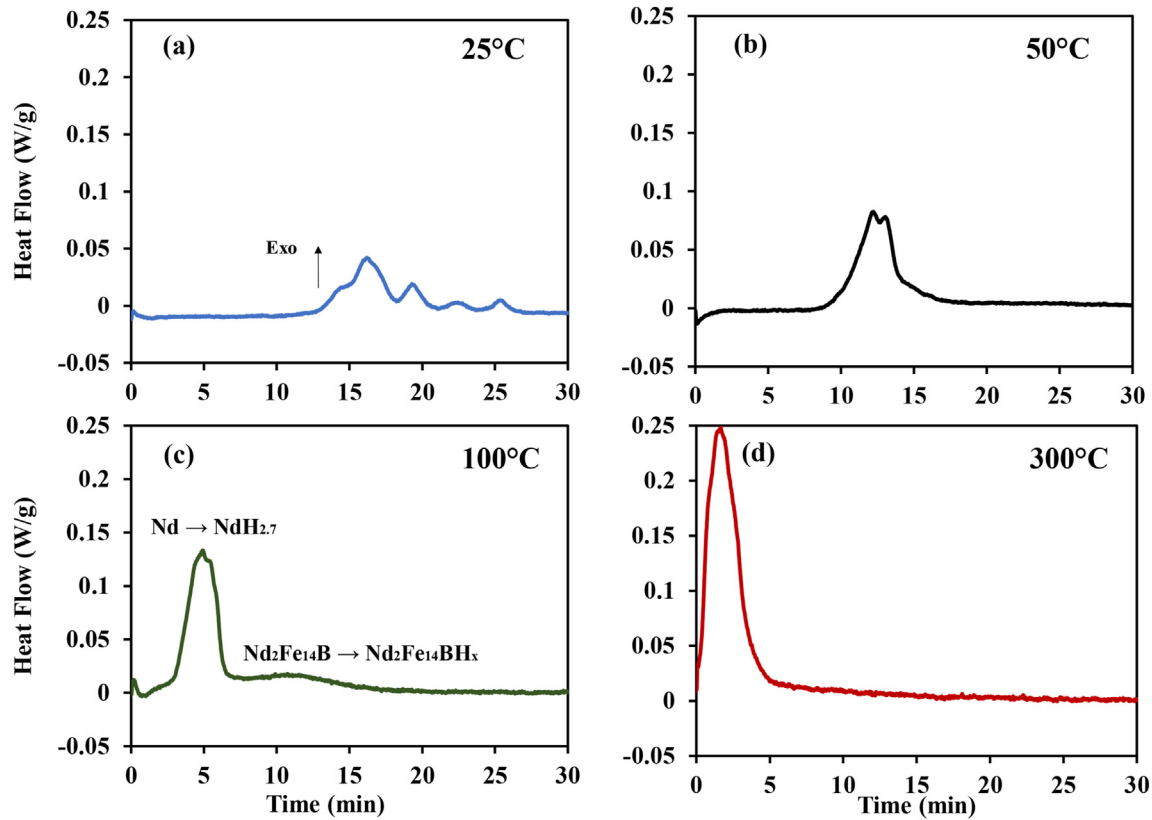 (a) 25°C
0.25
0.2
0.15
0.1
0.05
0
-0.05
Heat Flow (W/g)
Exo
0 5 10 15 20 25 30
(b) 50°C
0.25
0.2
0.15
0.1
0.05
0
-0.05
0 5 10 15 20 25 30
(c) 100°C
0.25
0.2
0.15
0.1
0.05
0
-0.05
Heat Flow (W/g)
Nd → NdH2.7
Nd2Fe14B → Nd2Fe14BHx
0 5 10 15 20 25 30
Time (min)
(d) 300°C
0.25
0.2
0.15
0.1
0.05
0
-0.05
0 5 10 15 20 25 30
Time (min)